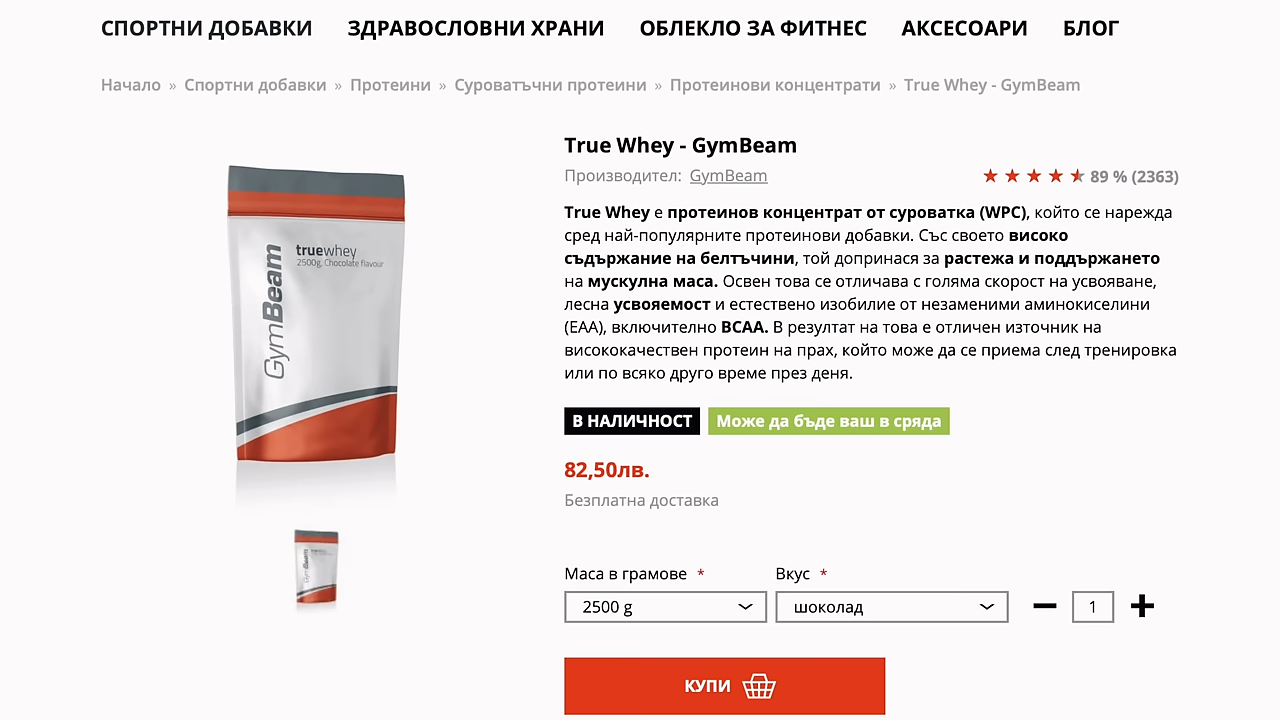 СПОРТНИ ДОБАВКИ ЗДРАВОСЛОВНИ ХРАНИ ОБЛЕКЛО ЗА ФИТНЕС АКСЕСОАРИ БЛОГ
Начало » Спортни добавки » Протеини » Суроватъчни протеини » Протеинови концентрати » True Whey - GymBeam
True Whey - GymBeam
Производител: GymBeam
89 % (2363)
True Whey е протеинов концентрат от суроватка (WPC), който се нарежда
сред най-популярните протеинови добавки. Със своето високо
съдържание на белтъчини, той допринася за растежа и поддържането
на мускулна маса. Освен това се отличава с голяма скорост на усвояване,
лесна усвояемост и естествено изобилие от незаменими аминокиселини
(EAA), включително BCAA. В резултат на това е отличен източник на
висококачествен протеин на прах, който може да се приема след тренировка
или по всяко друго време през деня.
В НАЛИЧНОСТ Може да бъде ваш в сряда
82,50лв.
Безплатна доставка
Маса в грамове * Вкус *
2500 g шоколад 1
КУПИ
truewhey
2500g, Chocolate flavour
GymBeam